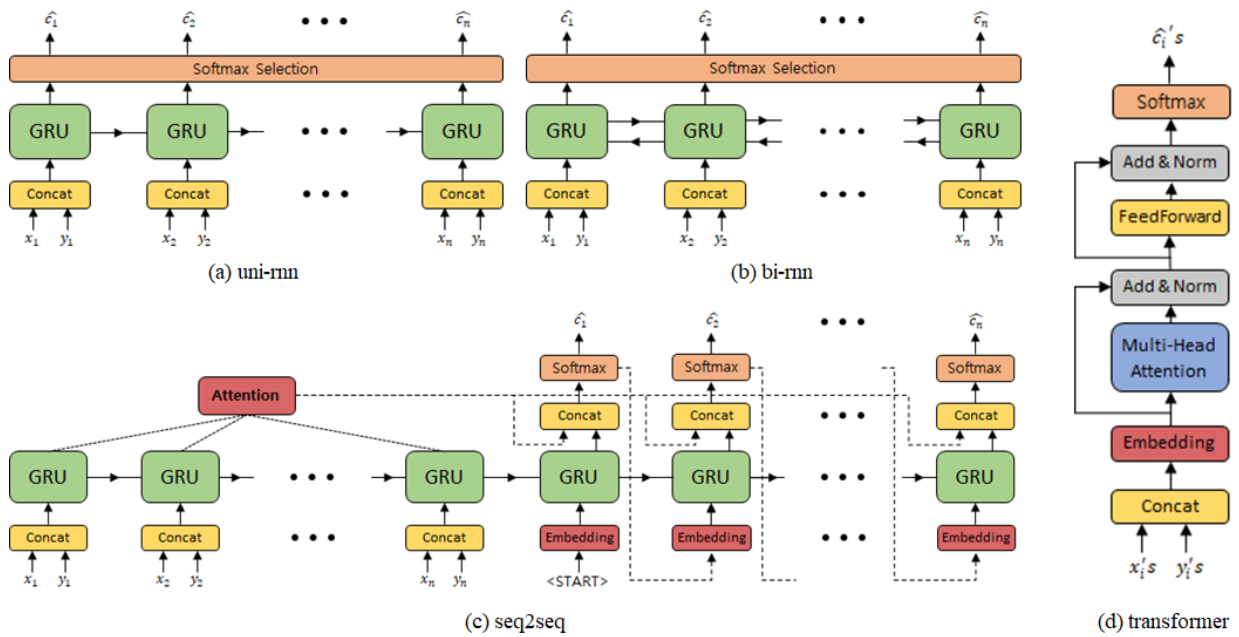 ĉ₁ ĉ₂ • • • ĉₙ
Softmax Selection
GRU GRU • • • GRU
Concat Concat • • • Concat
x₁ y₁ x₂ y₂ xₙ yₙ
(a) uni-rnn
ĉ₁ ĉ₂ • • • ĉₙ
Softmax Selection
GRU GRU • • • GRU
Concat Concat • • • Concat
x₁ y₁ x₂ y₂ xₙ yₙ
(b) bi-rnn
ĉ₁ ĉ₂ • • • ĉₙ
Softmax Softmax • • • Softmax
Attention
Concat Concat • • • Concat
GRU GRU • • • GRU GRU GRU • • • GRU
Concat Concat • • • Concat Embedding Embedding • • • Embedding
x₁ y₁ x₂ y₂ xₙ yₙ <START>
(c) seq2seq
ĉᵢ's
Softmax
Add & Norm
FeedForward
Add & Norm
Multi-Head
Attention
Embedding
Concat
xᵢ's yᵢ's
(d) transformer